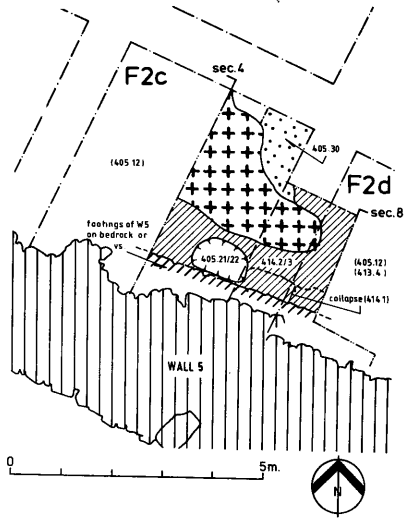 F2c
sec.4
405.30
F2d
(405 12)
sec.8
footings of W5
on bedrock or
vs
405.21/22
414.2/3
(405.12)
(413.4)
collapse(414 1)
WALL 5
0
5m.
N